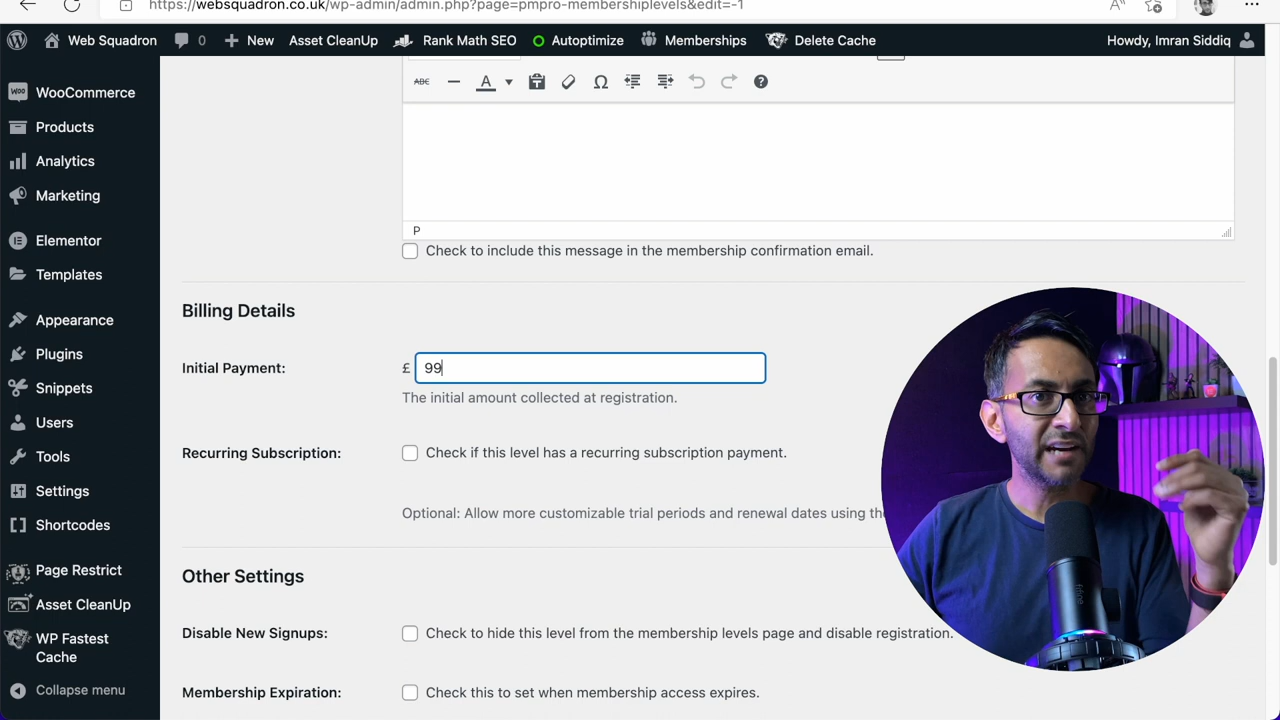 https://websquadron.co.uk/wp-admin/admin.php?page=pmpro-membershiplevels&edit=-1
Web Squadron 0 New Asset CleanUp Rank Math SEO Autoptimize Memberships Delete Cache Howdy, Imran Siddiq
WooCommerce
Products
Analytics
Marketing
Elementor
Templates
Appearance
Plugins
Snippets
Users
Tools
Settings
Shortcodes
Page Restrict
Asset CleanUp
WP Fastest
Cache
Collapse menu
ABC A Ω ?
P
Check to include this message in the membership confirmation email.
Billing Details
Initial Payment: £ 99
The initial amount collected at registration.
Recurring Subscription: Check if this level has a recurring subscription payment.
Optional: Allow more customizable trial periods and renewal dates using
Other Settings
Disable New Signups: Check to hide this level from the membership levels page and disable registration.
Membership Expiration: Check this to set when membership access expires.